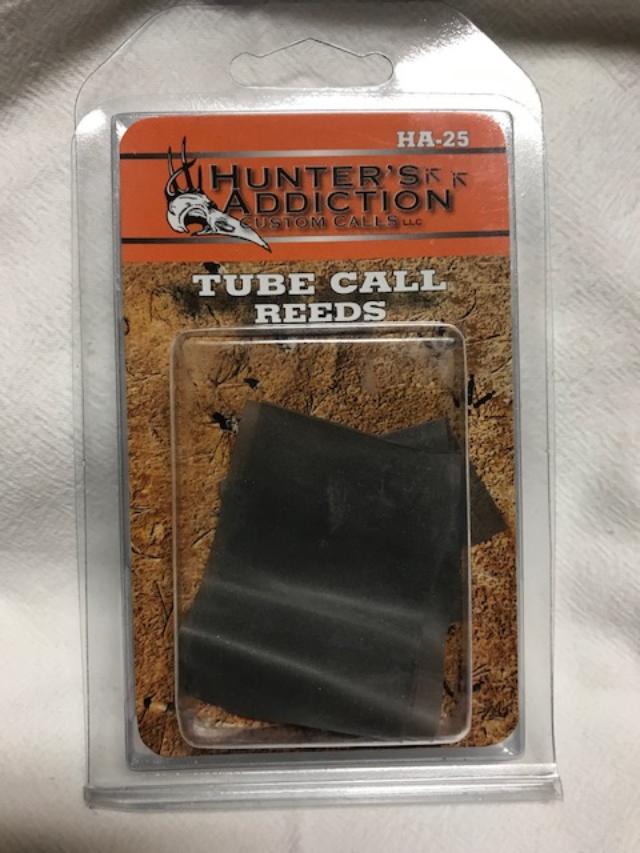 HA-25
HUNTER'S
ADDICTION
CUSTOM CALLS LLC
TUBE CALL
REEDS